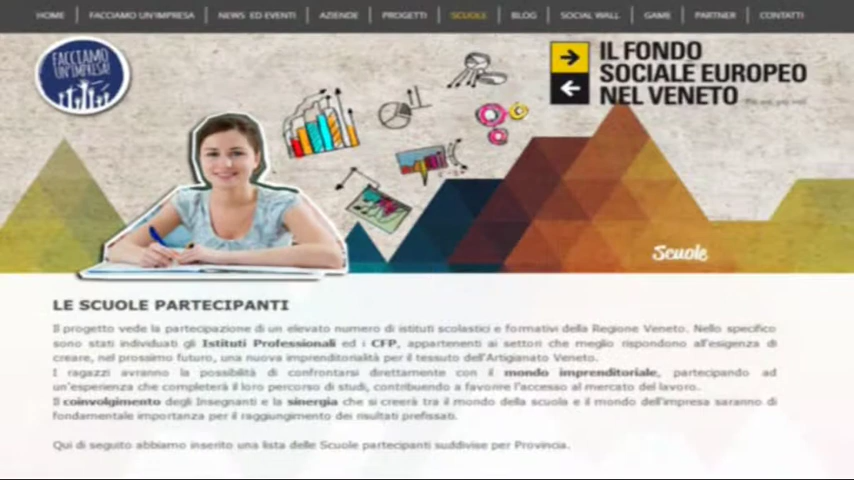 HOME FACCIAMO UN'IMPRESA NEWS ED EVENTI AZIENDE PROGETTI SCUOLE BLOG SOCIAL WALL GAME PARTNER CONTATTI
FACCIAMO
UN'IMPRESA!
IL FONDO
SOCIALE EUROPEO
NEL VENETO
Scuole
LE SCUOLE PARTECIPANTI
Il progetto vede la partecipazione di un elevato numero di istituti scolastici e formativi della Regione Veneto. Nello specifico
sono stati individuati gli Istituti Professionali ed i CFP, appartenenti ai settori che meglio rispondono all'esigenza di
creare, nel prossimo futuro, una nuova imprenditorialità per il tessuto dell'Artigianato Veneto.
I ragazzi avranno la possibilità di confrontarsi direttamente con il mondo imprenditoriale, partecipando ad
un'esperienza che completerà il loro percorso di studi, contribuendo a favorire l'accesso al mercato del lavoro.
Il coinvolgimento degli Insegnanti e la sinergia che si creerà tra il mondo della scuola e il mondo dell'impresa saranno di
fondamentale importanza per il raggiungimento dei risultati prefissati.
Qui di seguito abbiamo inserito una lista delle Scuole partecipanti suddivise per Provincia.